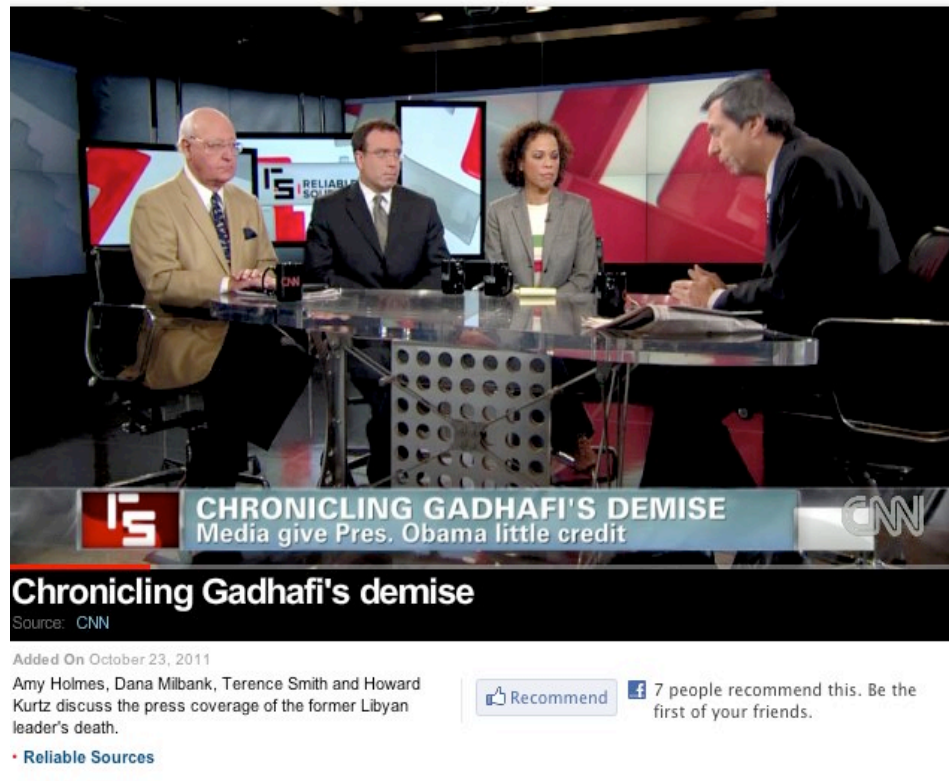 RELIABLE
SOU
CNN
CHRONICLING GADHAFI'S DEMISE
Media give Pres. Obama little credit
CNN
Chronicling Gadhafi's demise
Source: CNN
Added On October 23, 2011
Amy Holmes, Dana Milbank, Terence Smith and Howard
Kurtz discuss the press coverage of the former Libyan
leader's death.
• Reliable Sources
Recommend
7 people recommend this. Be the
first of your friends.